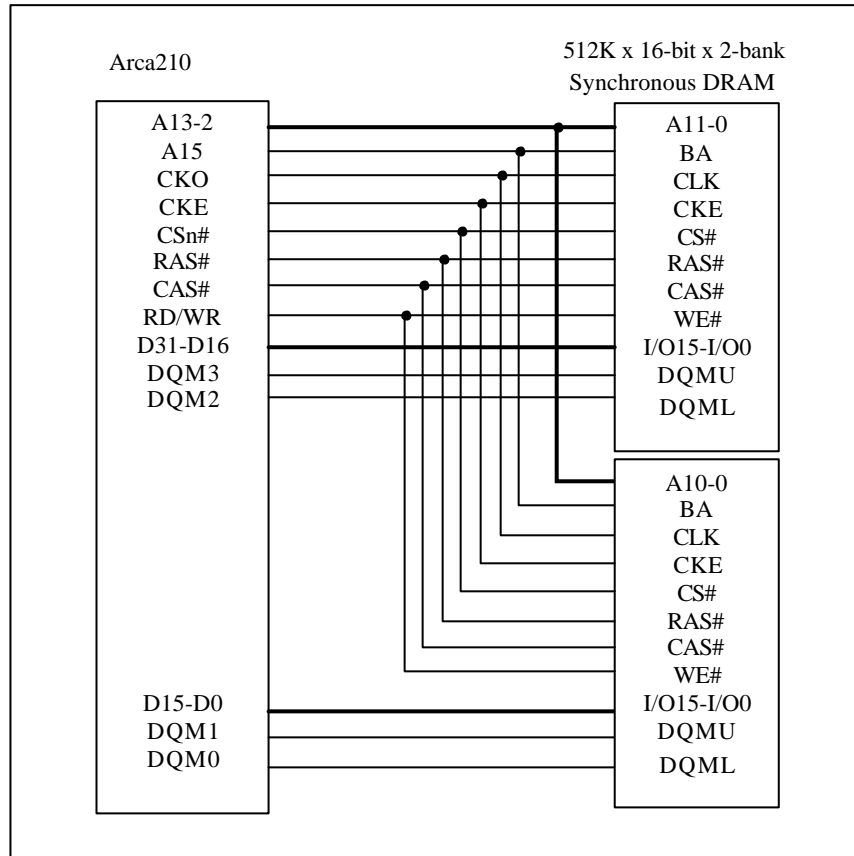 Arca210
512K x 16-bit x 2-bank
Synchronous DRAM
A13-2
A15
CKO
CKE
CSn#
RAS#
CAS#
RD/WR
D31-D16
DQM3
DQM2
D15-D0
DQM1
DQM0
A11-0
BA
CLK
CKE
CS#
RAS#
CAS#
WE#
I/O15-I/O0
DQMU
DQML
A10-0
BA
CLK
CKE
CS#
RAS#
CAS#
WE#
I/O15-I/O0
DQMU
DQML